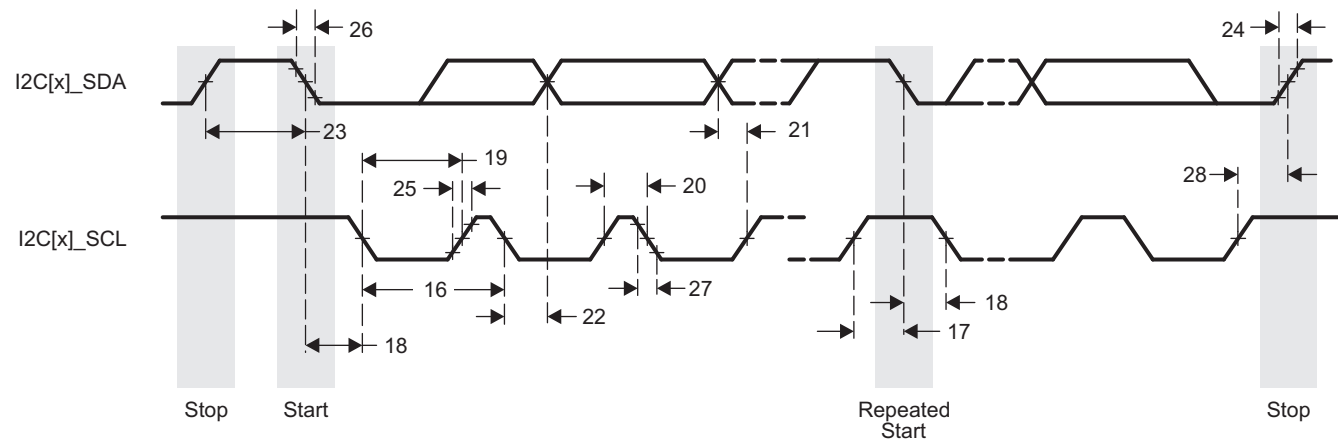 26
24
I2C[x]_SDA
23
21
19
28
25
20
I2C[x]_SCL
16
27
18
22
17
18
Stop
Start
Repeated
Start
Stop